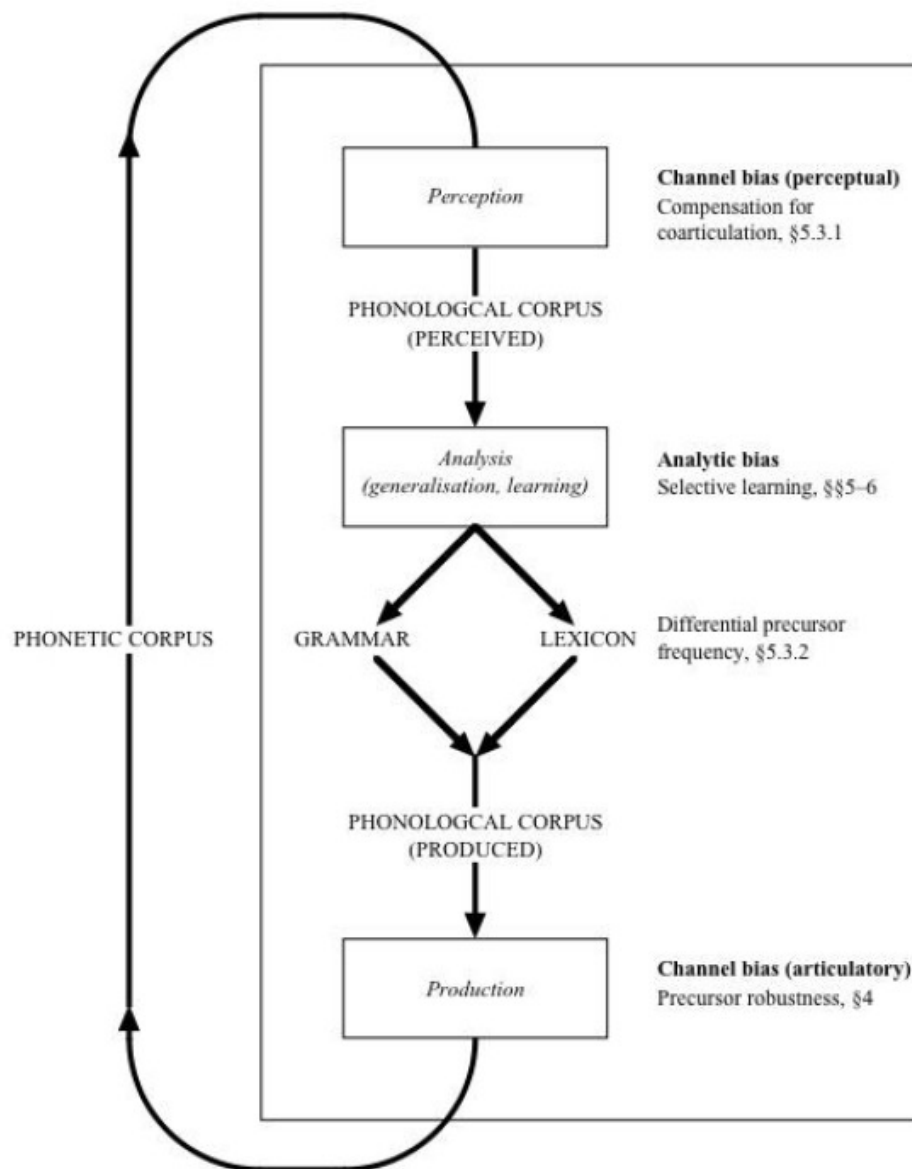 Perception
Channel bias (perceptual)
Compensation for
coarticulation, §5.3.1
PHONOLOGCAL CORPUS
(PERCEIVED)
Analysis
(generalisation, learning)
Analytic bias
Selective learning, §§5–6
PHONETIC CORPUS
GRAMMAR
LEXICON
Differential precursor
frequency, §5.3.2
PHONOLOGCAL CORPUS
(PRODUCED)
Production
Channel bias (articulatory)
Precursor robustness, §4